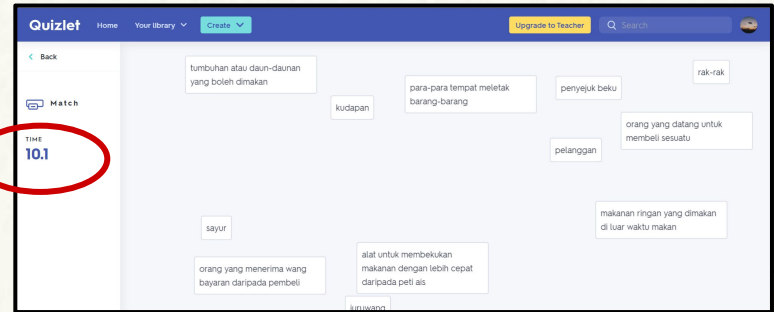 Quizlet
Home
Your library
Create
Upgrade to Teacher
Search
Back
Match
TIME
10.1
tumbuhan atau daun-daunan
yang boleh dimakan
kudapan
para-para tempat meletak
barang-barang
penyejuk beku
rak-rak
orang yang datang untuk
membeli sesuatu
pelanggan
sayur
makanan ringan yang dimakan
di luar waktu makan
orang yang menerima wang
bayaran daripada pembeli
alat untuk membekukan
makanan dengan lebih cepat
daripada peti ais
juruwang